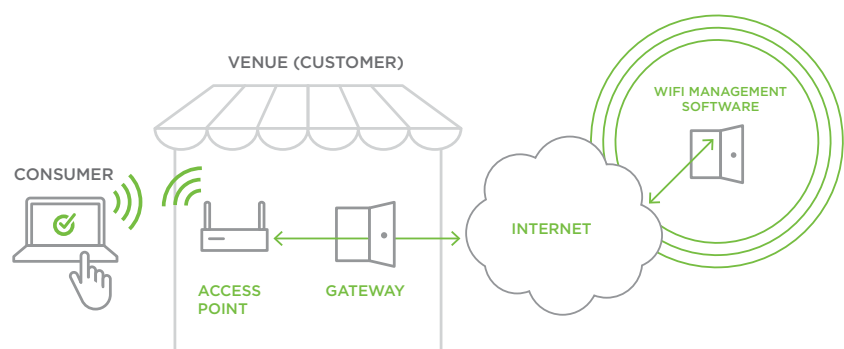 VENUE (CUSTOMER)
WIFI MANAGEMENT
SOFTWARE
CONSUMER
INTERNET
ACCESS
POINT
GATEWAY